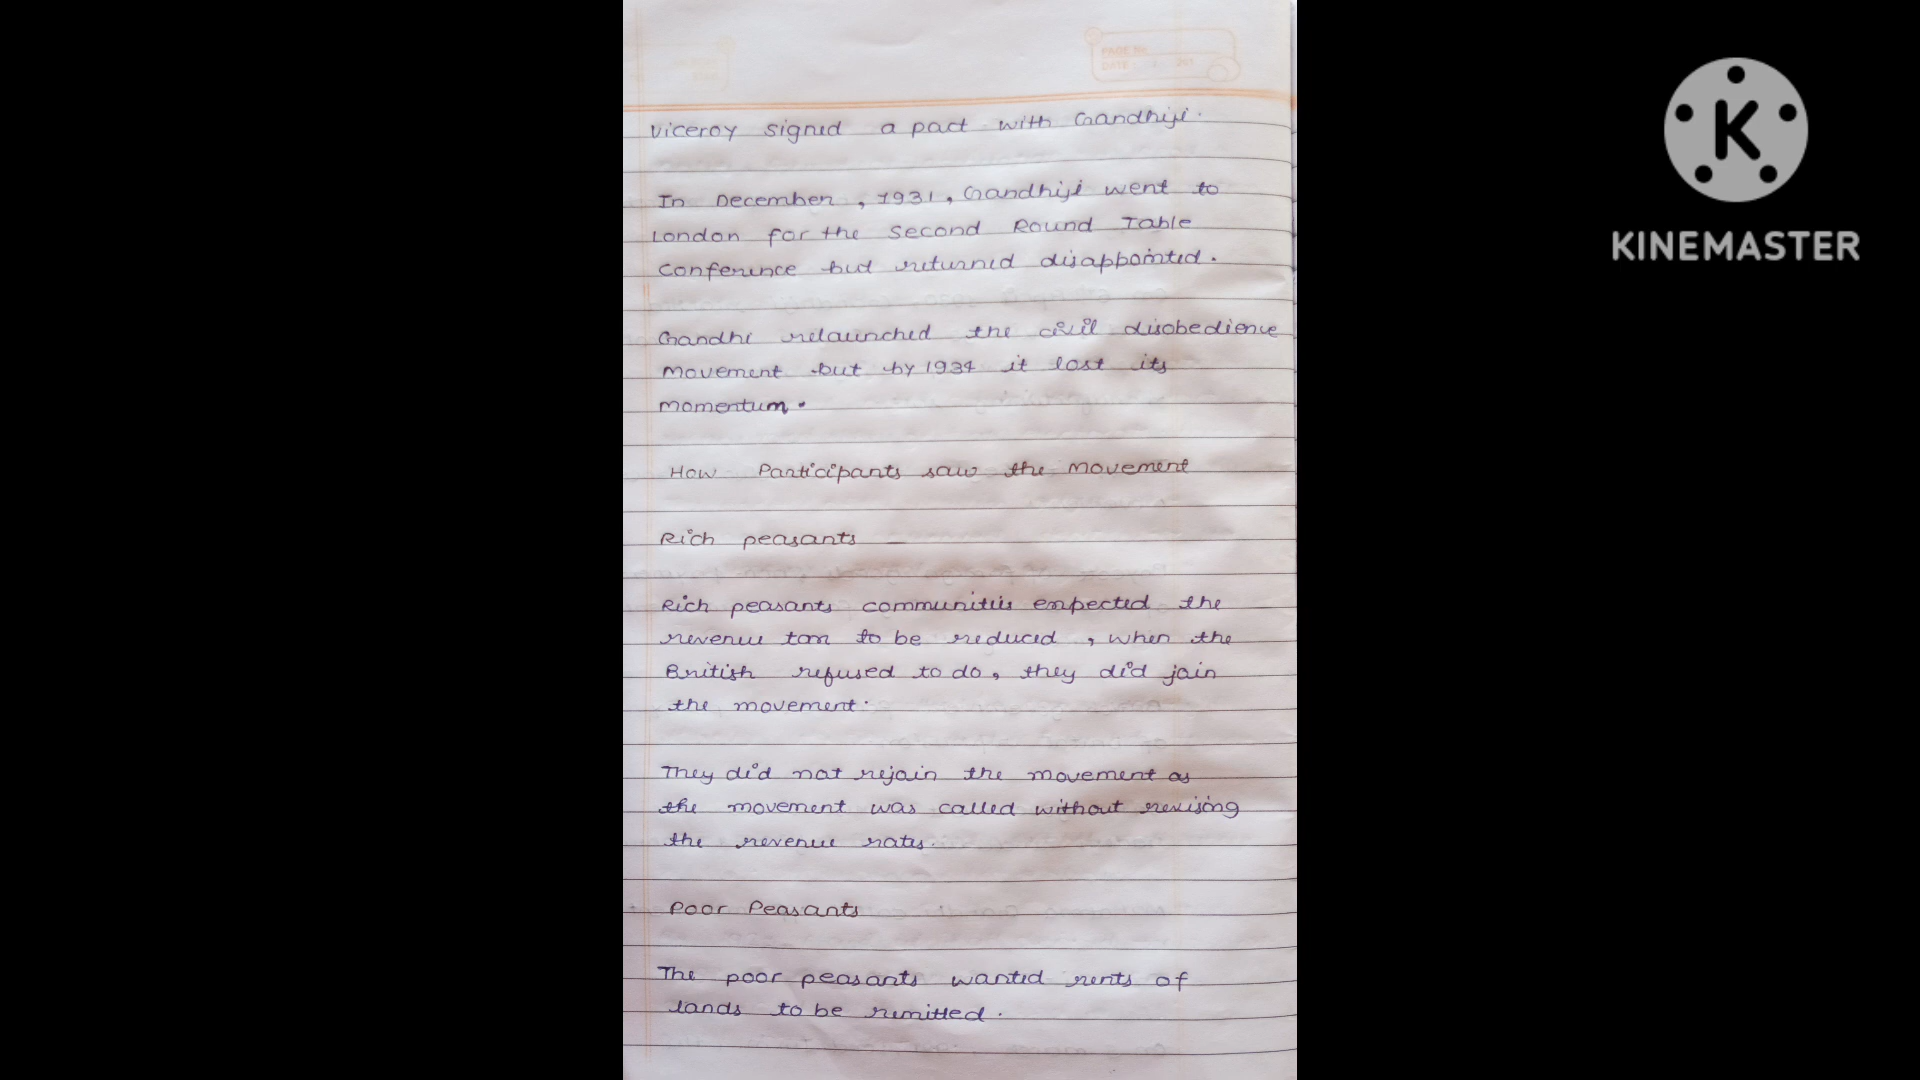 PAGE No.
DATE
Viceroy signed a pact with Gandhiji.
In December, 1931, Gandhiji went to
London for the Second Round Table
Conference but returned disappointed.
Gandhi relaunched the civil disobedience
movement but by 1934 it lost its
momentum.
How Participants saw the movement
Rich peasants —
Rich peasants communities expected the
revenue tax to be reduced, when the
British refused to do, they did join
the movement.
They did not rejoin the movement as
the movement was called without revising
the revenue rates.
Poor Peasants
The poor peasants wanted rents of
lands to be remitted.
K
KINEMASTER